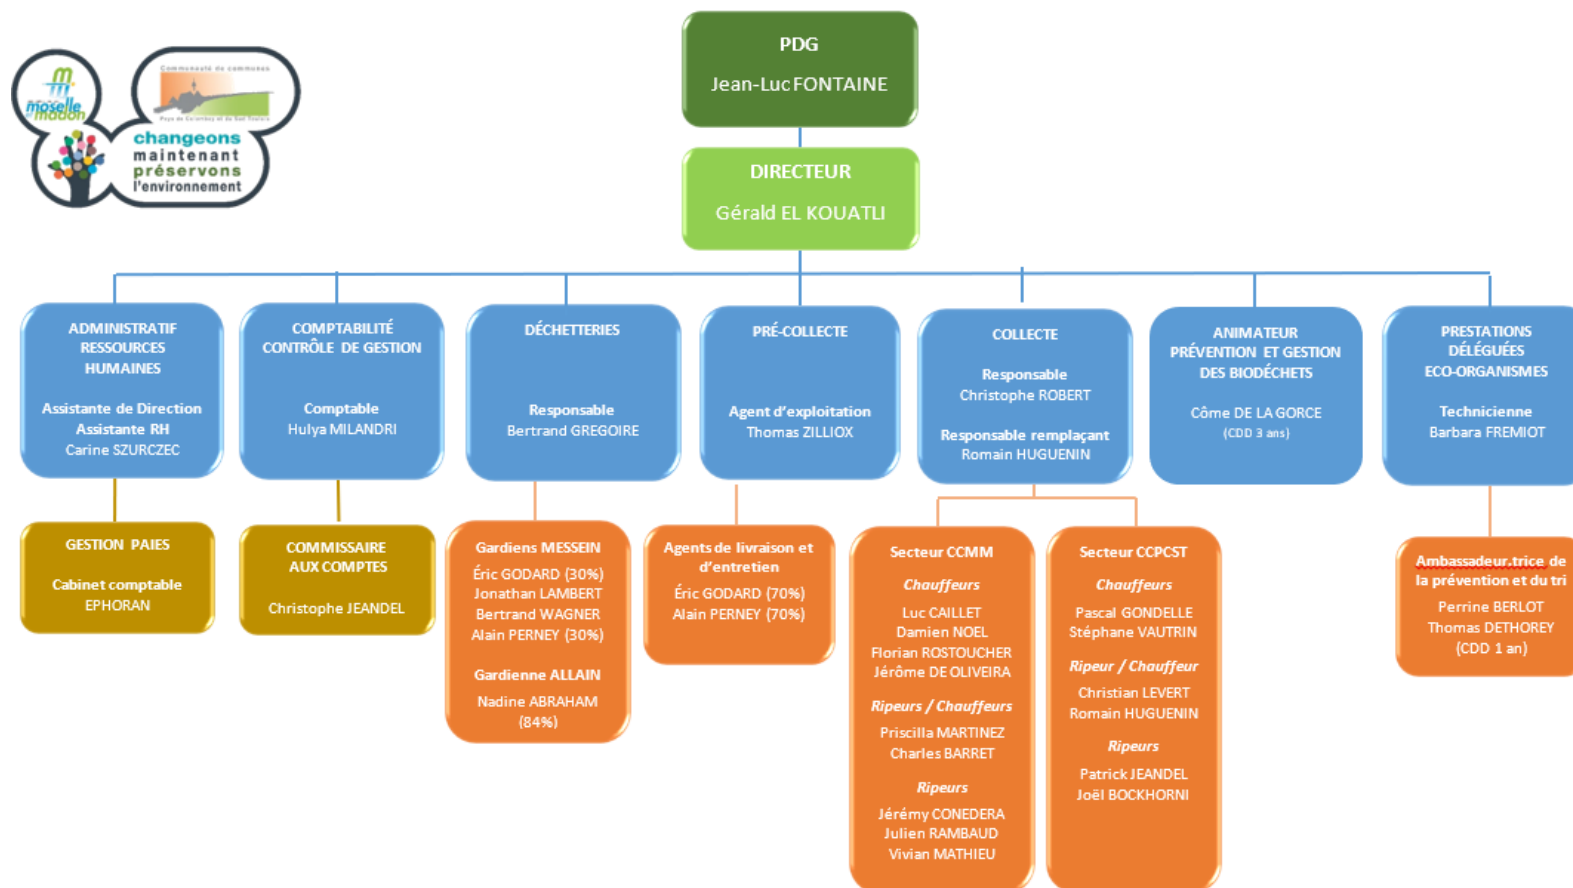 PDG
Jean-Luc FONTAINE
moselle
madon
Communauté de communes
changeons
maintenant
préservons
l'environnement
DIRECTEUR
Gérald EL KOUATLI
ADMINISTRATIF
RESSOURCES
HUMAINES
Assistante de Direction
Assistante RH
Carine SZURCZEC
COMPTABILITÉ
CONTRÔLE DE GESTION
Comptable
Hulya MILANDRI
DÉCHETTERIES
Responsable
Bertrand GREGOIRE
PRÉ-COLLECTE
Agent d'exploitation
Thomas ZILLIOX
COLLECTE
Responsable
Christophe ROBERT
Responsable remplaçant
Romain HUGUENIN
ANIMATEUR
PRÉVENTION ET GESTION
DES BIODÉCHETS
Côme DE LA GORCE
(CDD 3 ans)
PRESTATIONS
DÉLÉGUÉES
ECO-ORGANISMES
Technicienne
Barbara FREMIOT
GESTION PAIES
Cabinet comptable
EPHORAN
COMMISSAIRE
AUX COMPTES
Christophe JEANDEL
Gardiens MESSEIN
Éric GODARD (30%)
Jonathan LAMBERT
Bertrand WAGNER
Alain PERNEY (30%)
Gardienne ALLAIN
Nadine ABRAHAM
(84%)
Agents de livraison et
d'entretien
Éric GODARD (70%)
Alain PERNEY (70%)
Secteur CCMM
Chauffeurs
Luc CAILLET
Damien NOEL
Florian ROSTOUCHER
Jérôme DE OLIVEIRA
Ripeurs / Chauffeurs
Priscilla MARTINEZ
Charles BARRET
Ripeurs
Jérémy CONEDERA
Julien RAMBAUD
Vivian MATHIEU
Secteur CCPCST
Chauffeurs
Pascal GONDELLE
Stéphane VAUTRIN
Ripeur / Chauffeur
Christian LEVERT
Romain HUGUENIN
Ripeurs
Patrick JEANDEL
Joël BOCKHORNI
Ambassadeur.trice de
la prévention et du tri
Perrine BERLOT
Thomas DETHOREY
(CDD 1 an)